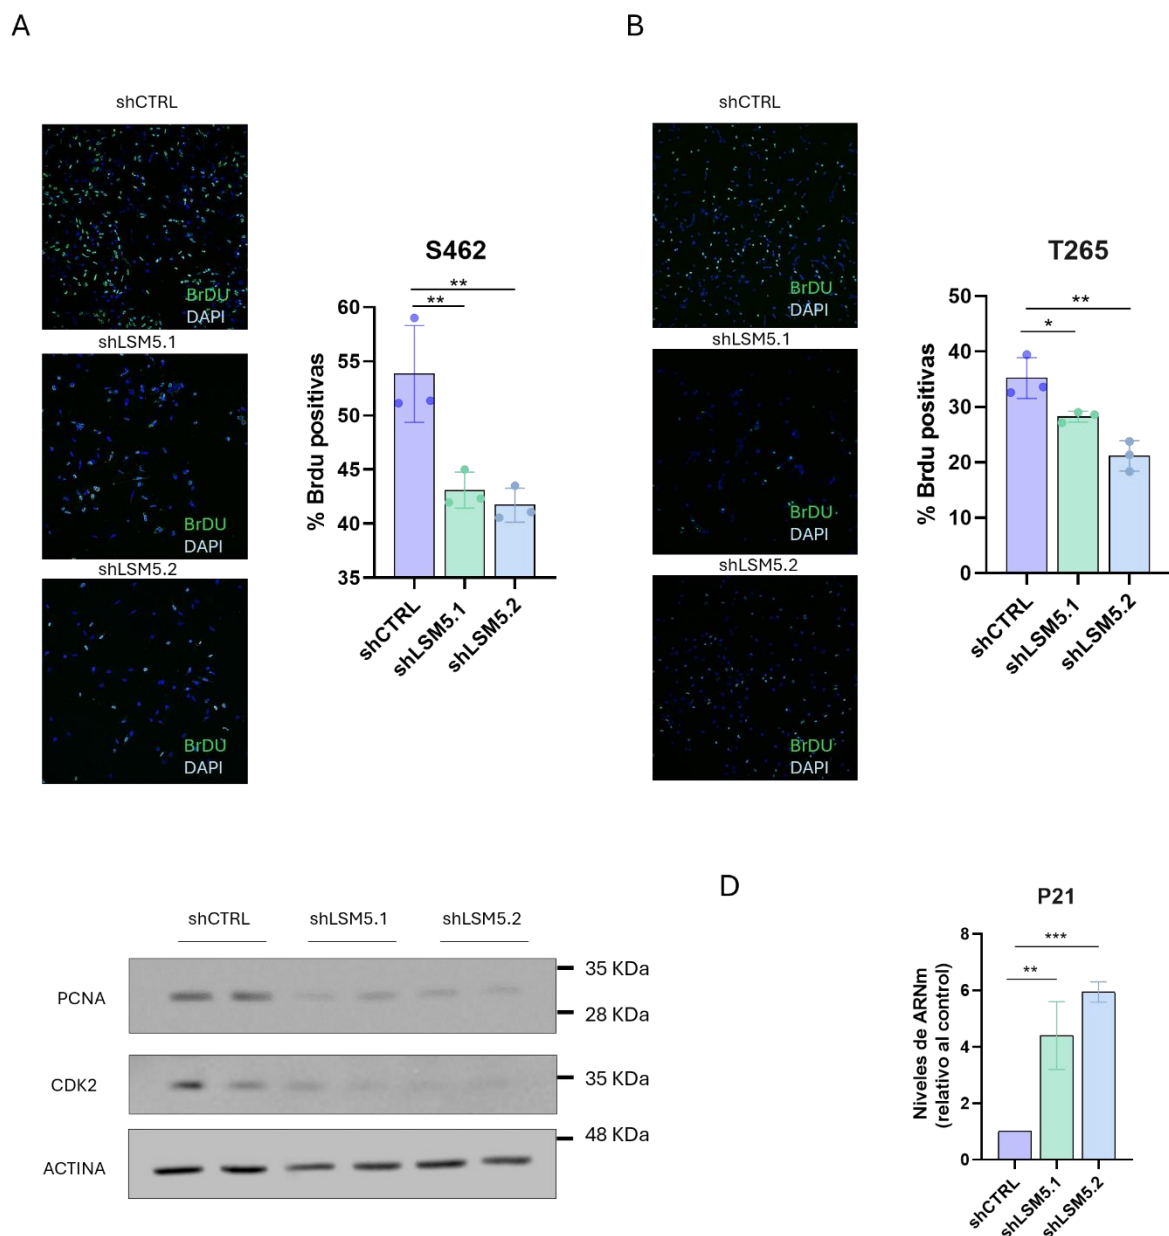 A
B
shCTRL
BrDU
DAPI
shLSM5.1
BrDU
DAPI
shLSM5.2
BrDU
DAPI
S462
**
**
% Brdu positivas
60
55
50
45
40
35
shCTRL
shLSM5.1
shLSM5.2
shCTRL
BrDU
DAPI
shLSM5.1
BrDU
DAPI
shLSM5.2
BrDU
DAPI
T265
**
*
% Brdu positivas
50
40
30
20
10
0
shCTRL
shLSM5.1
shLSM5.2
shCTRL
shLSM5.1
shLSM5.2
PCNA
35 KDa
28 KDa
CDK2
35 KDa
48 KDa
ACTINA
D
P21
***
**
Niveles de ARNm
(relativo al control)
8
6
4
2
0
shCTRL
shLSM5.1
shLSM5.2